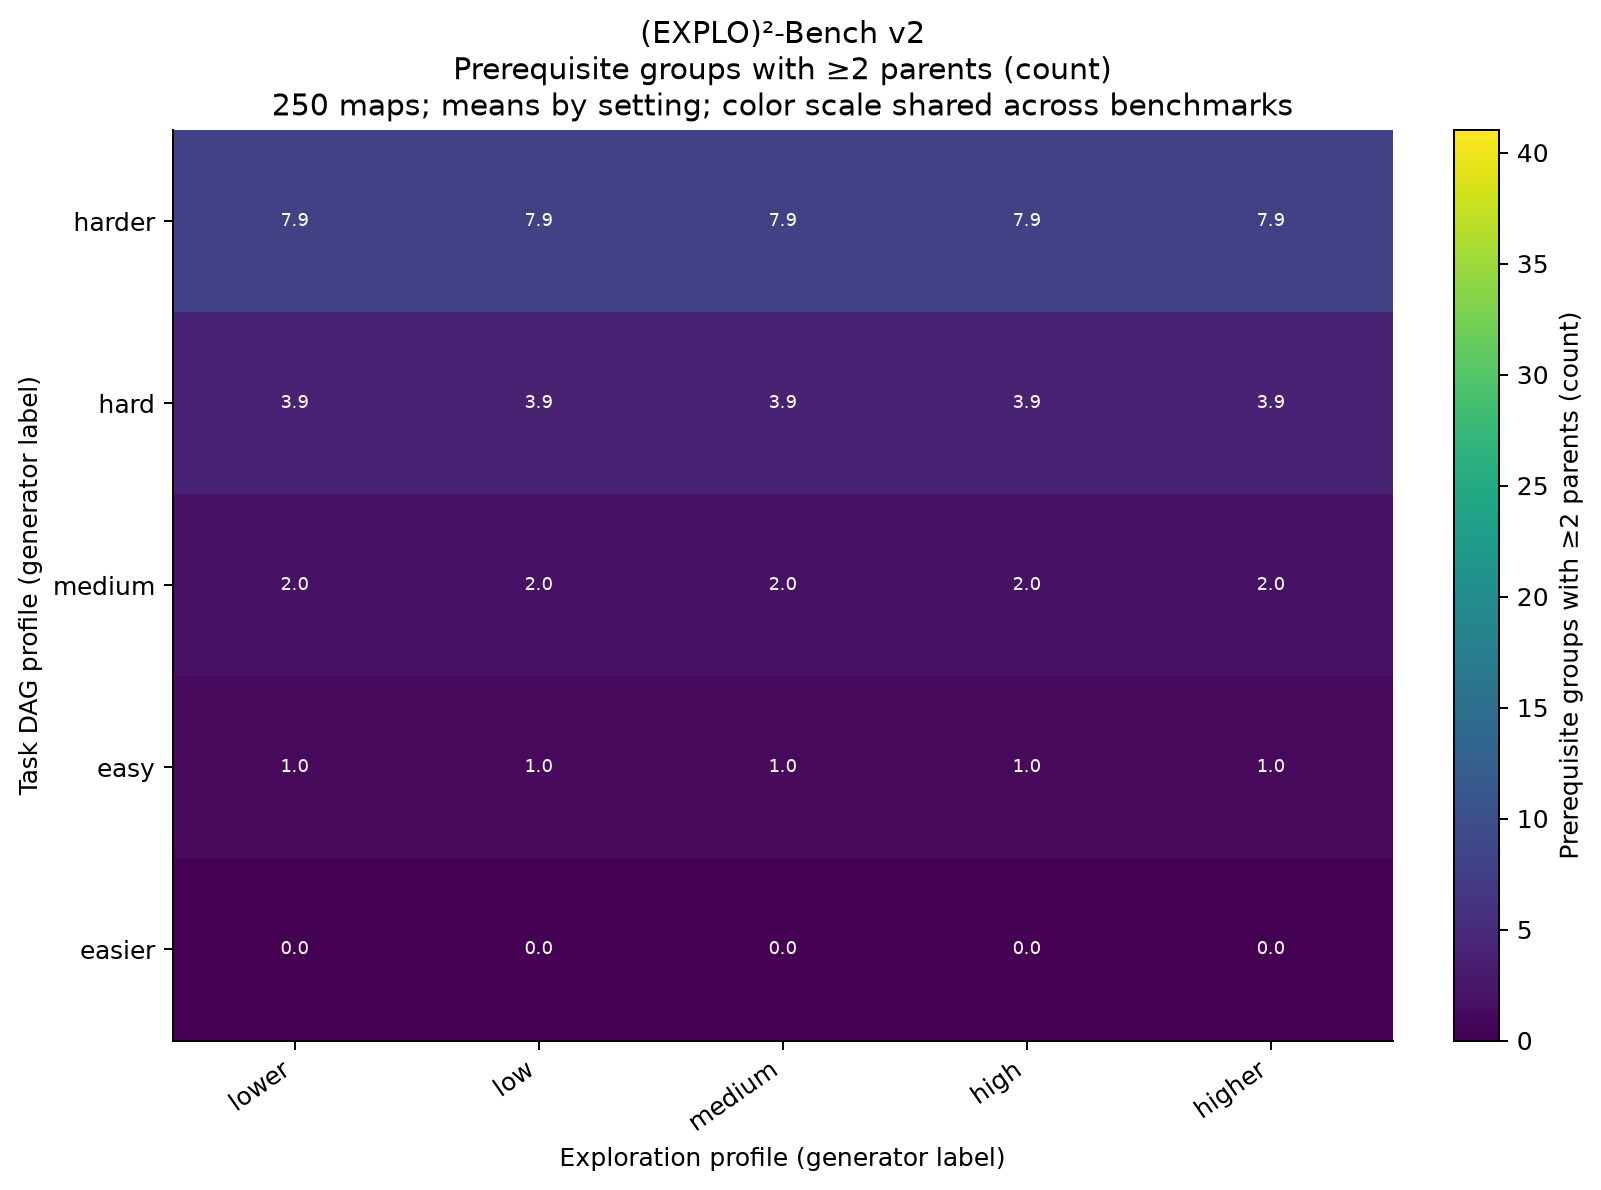 (EXPLO)²-Bench v2
Prerequisite groups with ≥2 parents (count)
250 maps; means by setting; color scale shared across benchmarks
Task DAG profile (generator label)
harder 7.9 7.9 7.9 7.9 7.9
hard 3.9 3.9 3.9 3.9 3.9
medium 2.0 2.0 2.0 2.0 2.0
easy 1.0 1.0 1.0 1.0 1.0
easier 0.0 0.0 0.0 0.0 0.0
lower low medium high higher
Exploration profile (generator label)
40
35
30
25
20
15
10
5
0
Prerequisite groups with ≥2 parents (count)